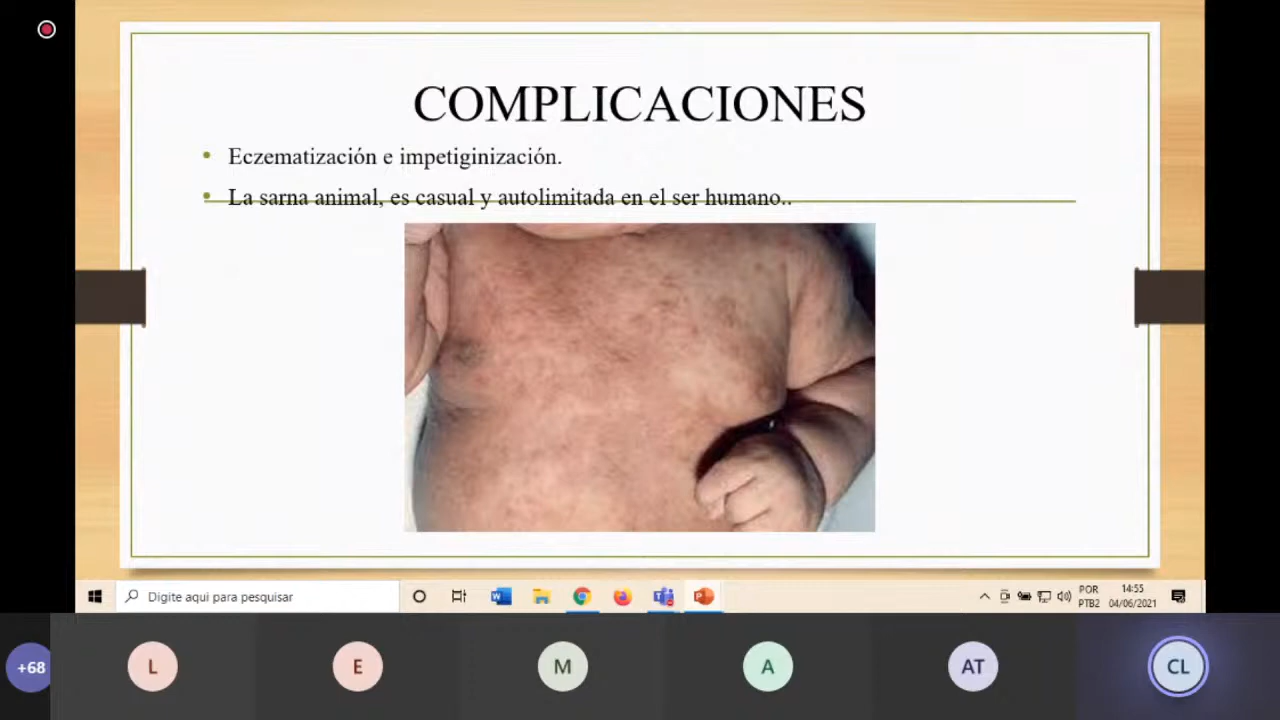 COMPLICACIONES
• Eczematización e impetiginización.
• La sarna animal, es casual y autolimitada en el ser humano..
Digite aqui para pesquisar
POR
PTB2
14:55
04/06/2021
+68
L
E
M
A
AT
CL